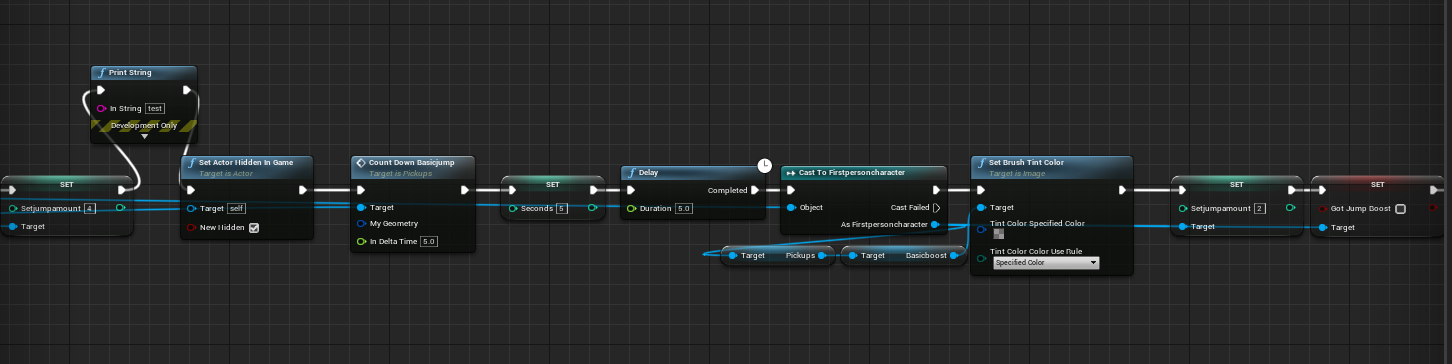 Print String
In String test
Development Only
SET
Setjumpamount 4
Target
Set Actor Hidden In Game
Target is Actor
Target self
New Hidden
Count Down Basicjump
Target is Pickups
Target
My Geometry
In Delta Time 5.0
SET
Seconds 5
Delay
Completed
Duration 5.0
Cast To Firstpersoncharacter
Object Cast Failed
As Firstpersoncharacter
Target Pickups
Target Basicboost
Set Brush Tint Color
Target is Image
Target
Tint Color Specified Color
Tint Color Color Use Rule
Specified Color
SET
Setjumpamount 2
Target
SET
Got Jump Boost
Target